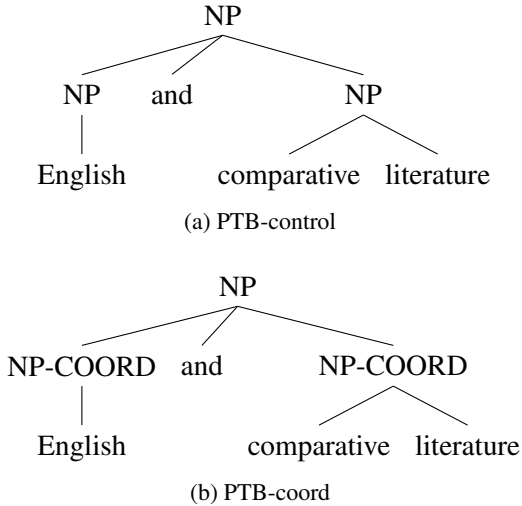 NP
NP and NP
English comparative literature
(a) PTB-control
NP
NP-COORD and NP-COORD
English comparative literature
(b) PTB-coord